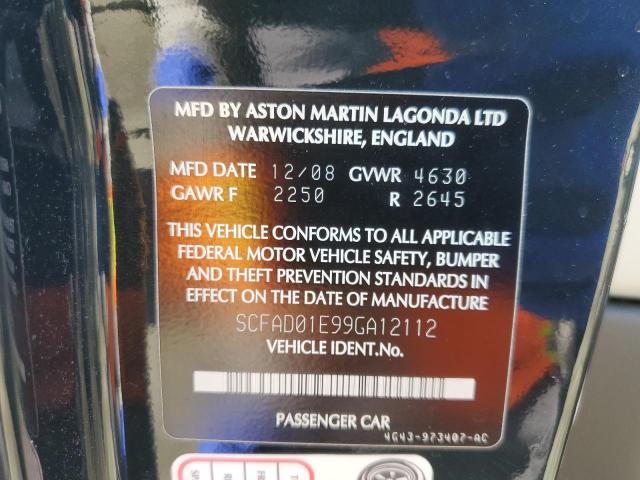 MFD BY ASTON MARTIN LAGONDA LTD
WARWICKSHIRE, ENGLAND
MFD DATE 12/08 GVWR 4630
GAWR F 2250 R 2645
THIS VEHICLE CONFORMS TO ALL APPLICABLE
FEDERAL MOTOR VEHICLE SAFETY, BUMPER
AND THEFT PREVENTION STANDARDS IN
EFFECT ON THE DATE OF MANUFACTURE
SCFAD01E99GA12112
VEHICLE IDENT.No.
PASSENGER CAR
4G43-973407-AC